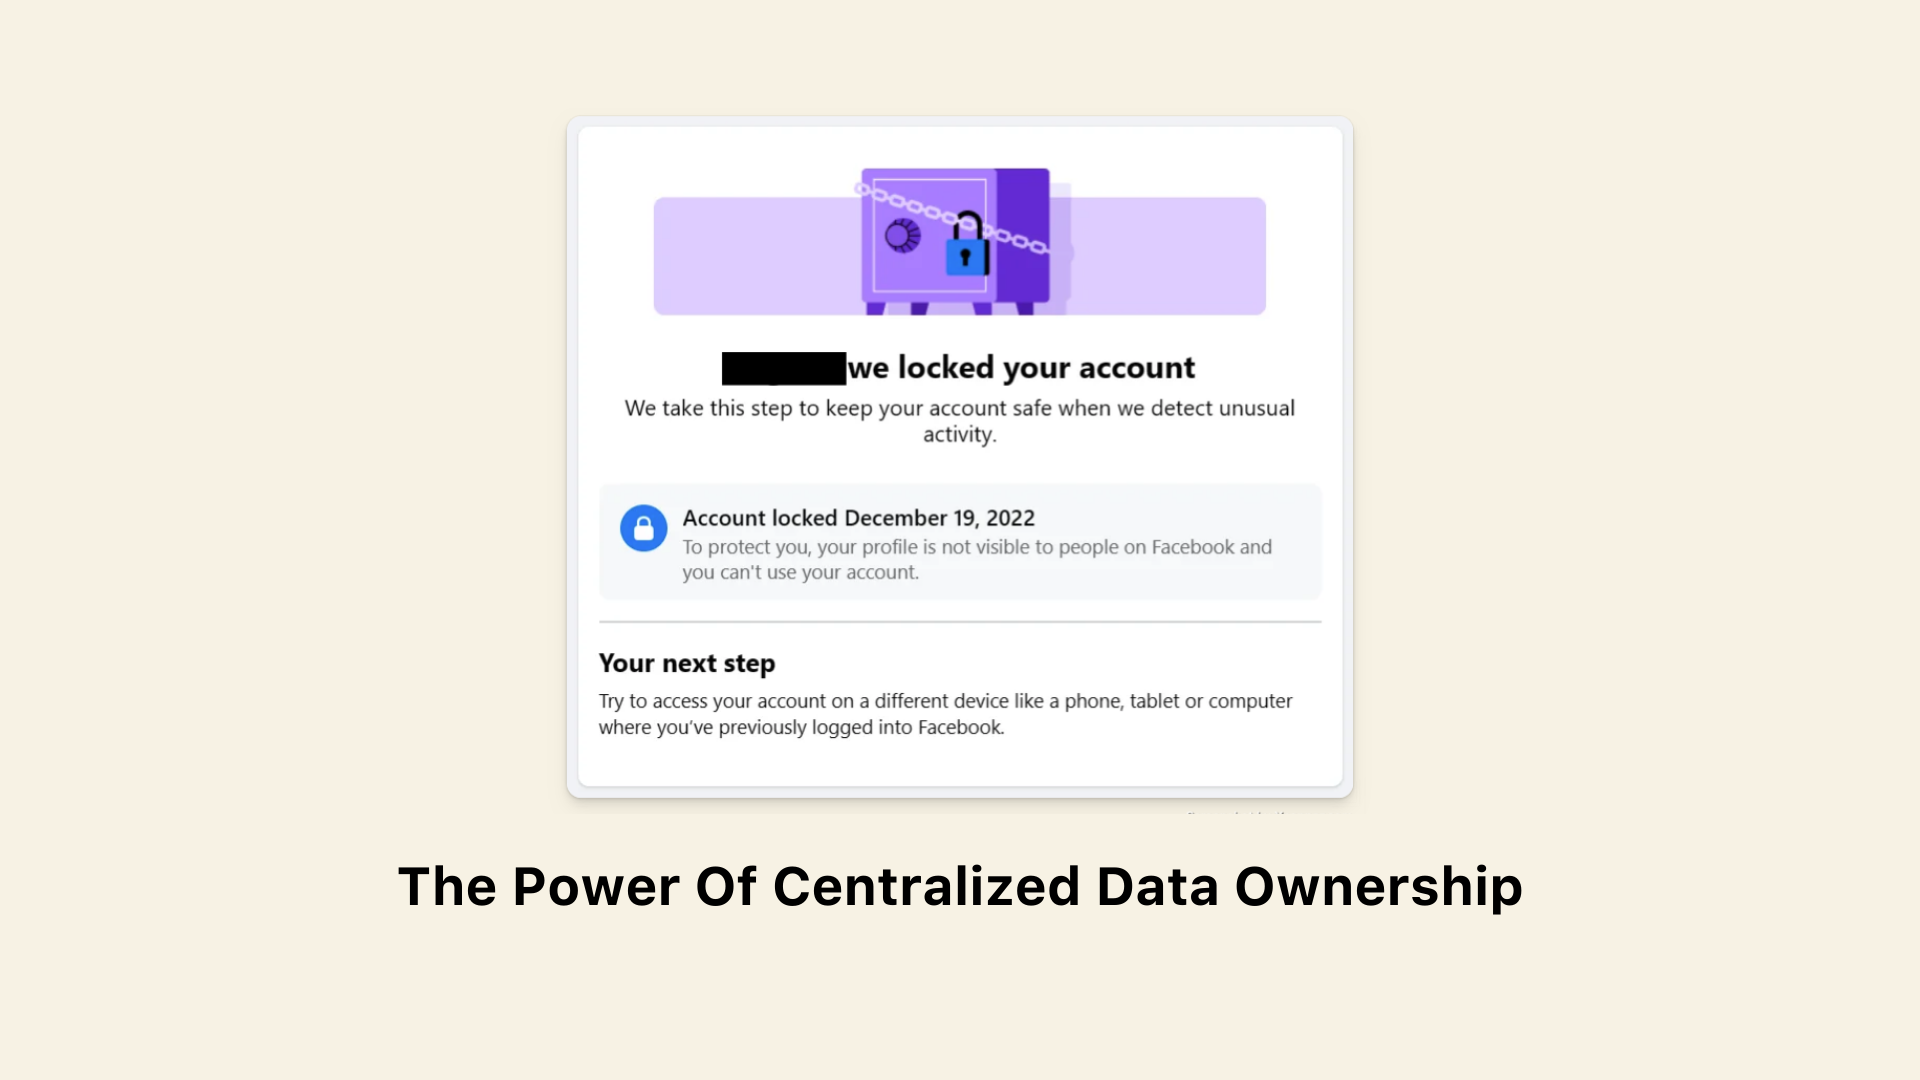 we locked your account
We take this step to keep your account safe when we detect unusual
activity.
Account locked December 19, 2022
To protect you, your profile is not visible to people on Facebook and
you can't use your account.
Your next step
Try to access your account on a different device like a phone, tablet or computer
where you’ve previously logged into Facebook.
The Power Of Centralized Data Ownership